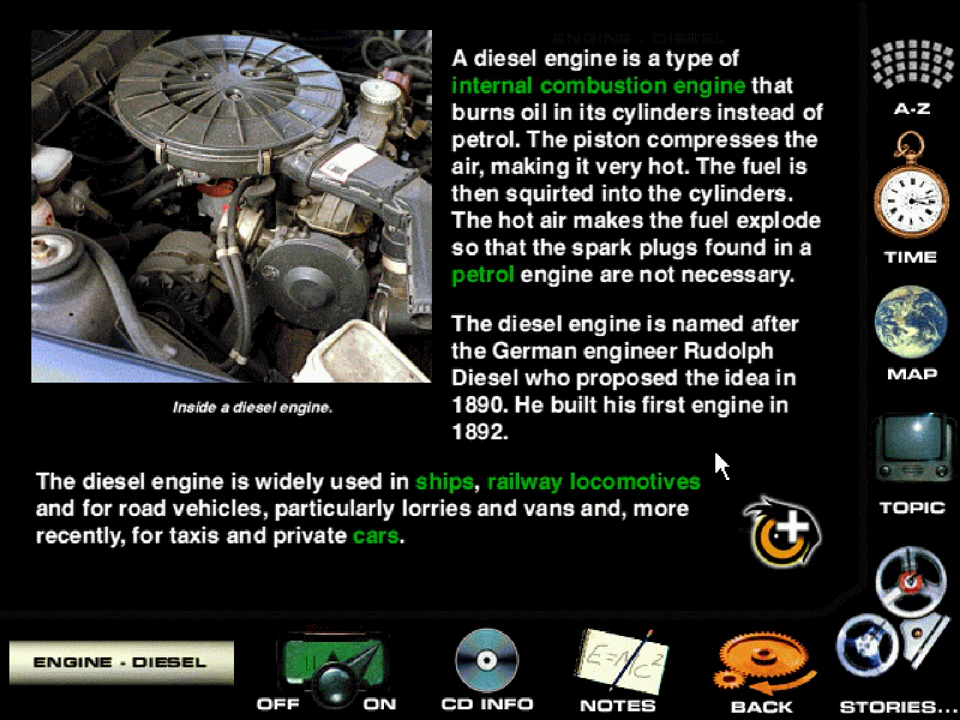 ENGINE - DIESEL
A diesel engine is a type of
internal combustion engine that
burns oil in its cylinders instead of
petrol. The piston compresses the
air, making it very hot. The fuel is
then squirted into the cylinders.
The hot air makes the fuel explode
so that the spark plugs found in a
petrol engine are not necessary.
The diesel engine is named after
the German engineer Rudolph
Diesel who proposed the idea in
1890. He built his first engine in
1892.
Inside a diesel engine.
The diesel engine is widely used in ships, railway locomotives
and for road vehicles, particularly lorries and vans and, more
recently, for taxis and private cars.
A-Z
TIME
MAP
TOPIC
STORIES...
ENGINE - DIESEL
OFF ON
CD INFO
E=MC2
NOTES
BACK